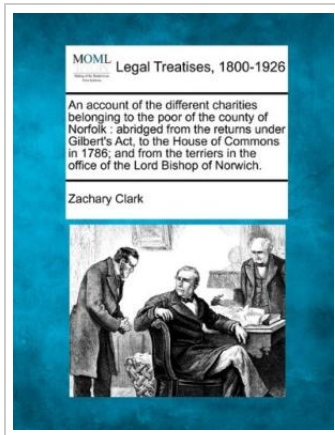 MOML Legal Treatises, 1800-1926
An account of the different charities
belonging to the poor of the county of
Norfolk : abridged from the returns under
Gilbert's Act, to the House of Commons
in 1786; and from the terriers in the
office of the Lord Bishop of Norwich.
Zachary Clark